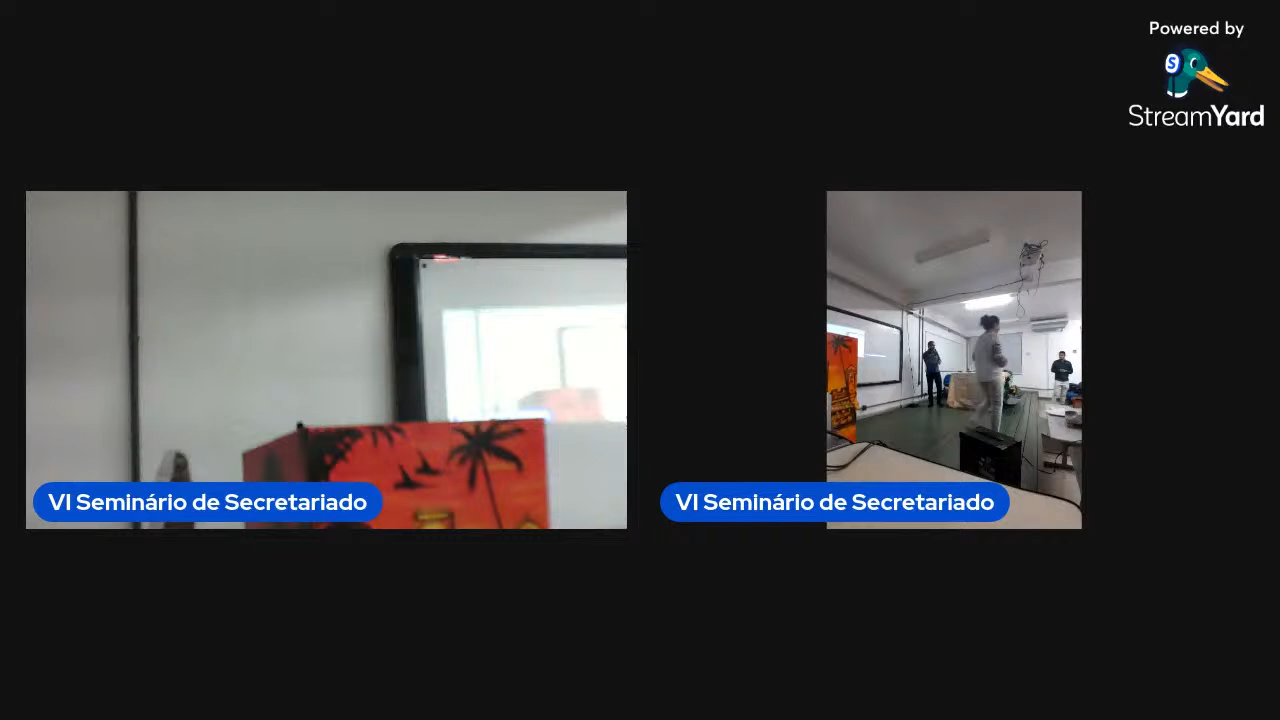 Powered by
S
StreamYard
VI Seminário de Secretariado
VI Seminário de Secretariado